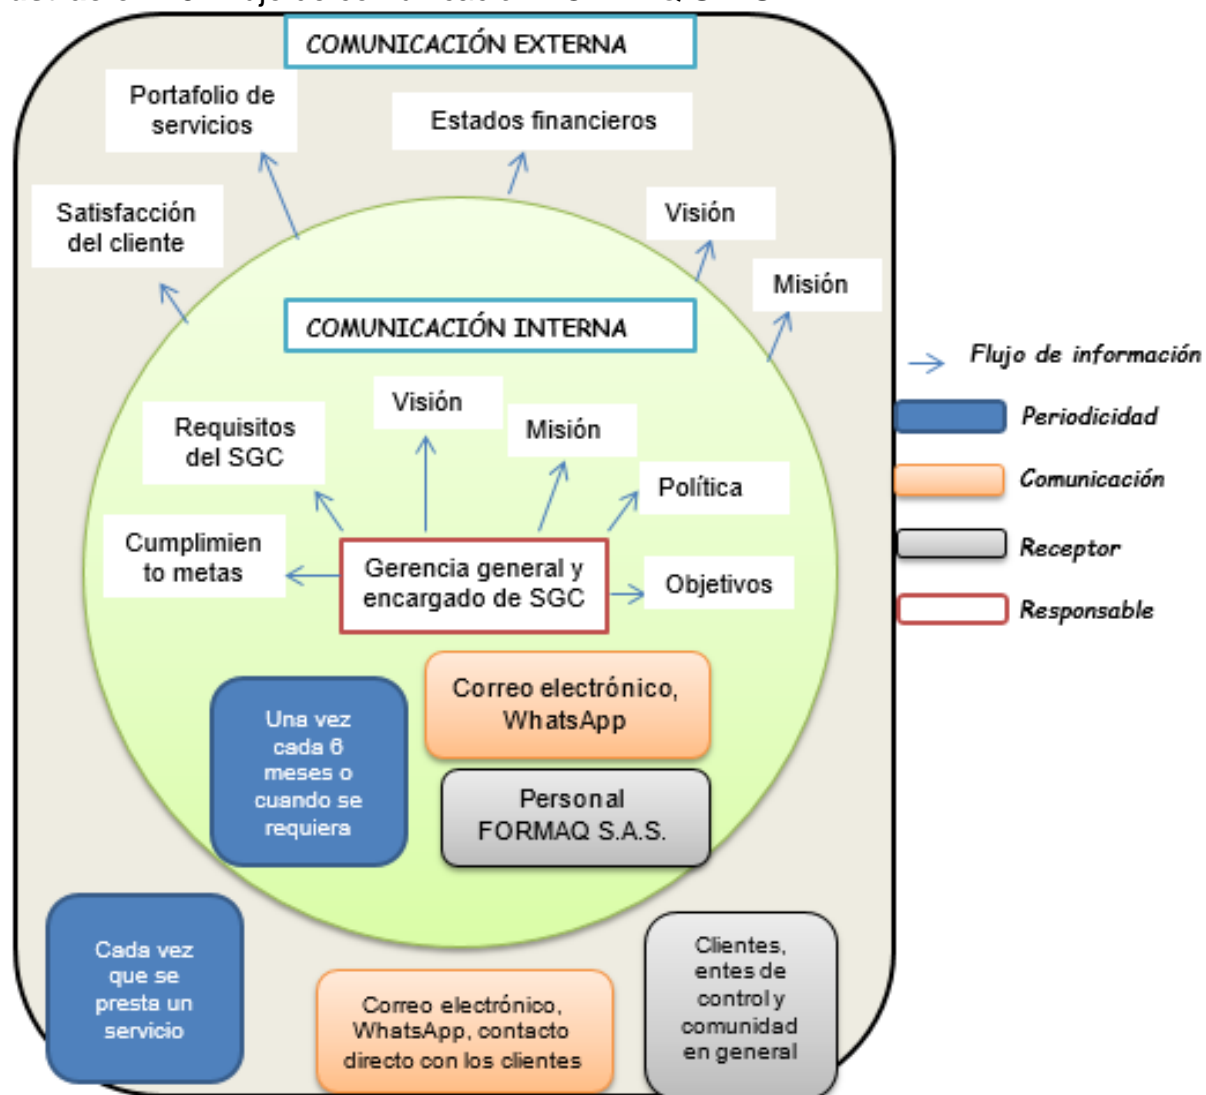 COMUNICACIÓN EXTERNA
Portafolio de
servicios
Estados financieros
Satisfacción
del cliente
Visión
Misión
COMUNICACIÓN INTERNA
Visión
Misión
Requisitos
del SGC
Política
Cumplimien
to metas
Gerencia general y
encargado de SGC
Objetivos
Correo electrónico,
WhatsApp
Una vez
cada 6
meses o
cuando se
requiera
Personal
FORMAQ S.A.S.
Cada vez
que se
presta un
servicio
Correo electrónico,
WhatsApp, contacto
directo con los clientes
Clientes,
entes de
control y
comunidad
en general
Flujo de información
Periodicidad
Comunicación
Receptor
Responsable